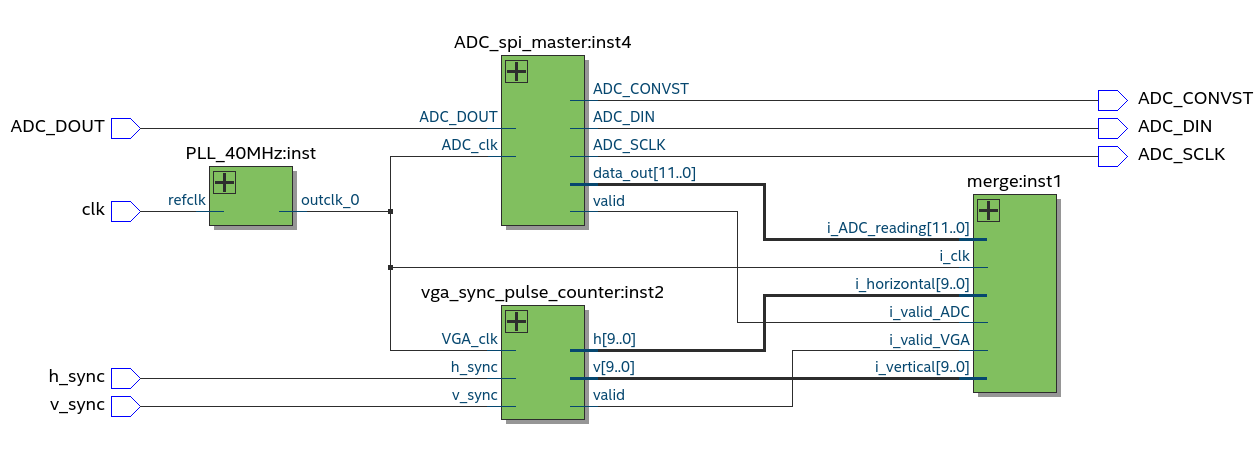 ADC_spi_master:inst4
ADC_CONVST
ADC_CONVST
ADC_DOUT
ADC_DOUT
ADC_DIN
ADC_DIN
PLL_40MHz:inst
ADC_clk
ADC_SCLK
ADC_SCLK
data_out[11..0]
merge:inst1
clk
refclk
outclk_0
valid
i_ADC_reading[11..0]
i_clk
vga_sync_pulse_counter:inst2
i_horizontal[9..0]
i_valid_ADC
VGA_clk
h[9..0]
i_valid_VGA
h_sync
h_sync
v[9..0]
i_vertical[9..0]
v_sync
v_sync
valid